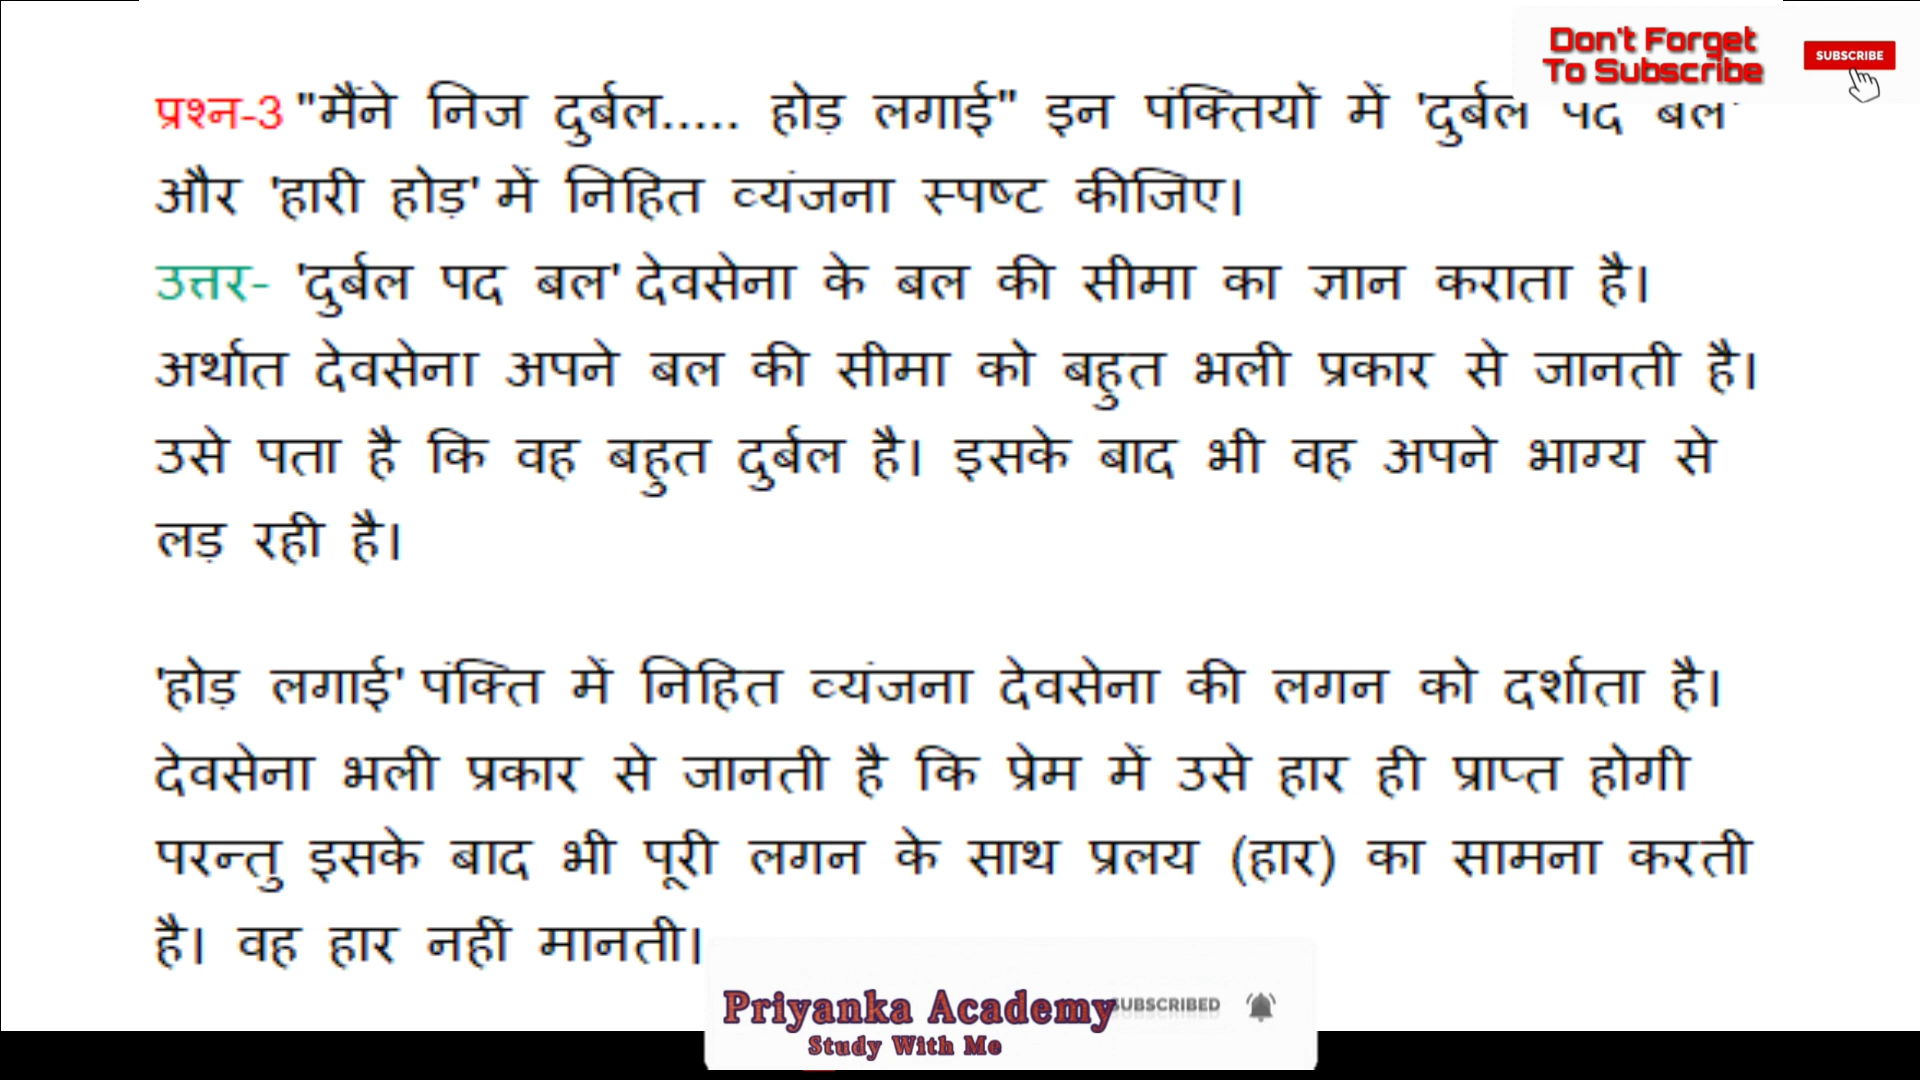 Don't Forget
To Subscribe
SUBSCRIBE
प्रश्न-3 "मैंने निज दुर्बल..... होड़ लगाई" इन पंक्तियों में 'दुर्बल पद बल'
और 'हारी होड़' में निहित व्यंजना स्पष्ट कीजिए।
उत्तर- 'दुर्बल पद बल' देवसेना के बल की सीमा का ज्ञान कराता है।
अर्थात देवसेना अपने बल की सीमा को बहुत भली प्रकार से जानती है।
उसे पता है कि वह बहुत दुर्बल है। इसके बाद भी वह अपने भाग्य से
लड़ रही है।
'होड़ लगाई' पंक्ति में निहित व्यंजना देवसेना की लगन को दर्शाता है।
देवसेना भली प्रकार से जानती है कि प्रेम में उसे हार ही प्राप्त होगी
परन्तु इसके बाद भी पूरी लगन के साथ प्रलय (हार) का सामना करती
है। वह हार नहीं मानती।
Priyanka Academy SUBSCRIBED
Study With Me